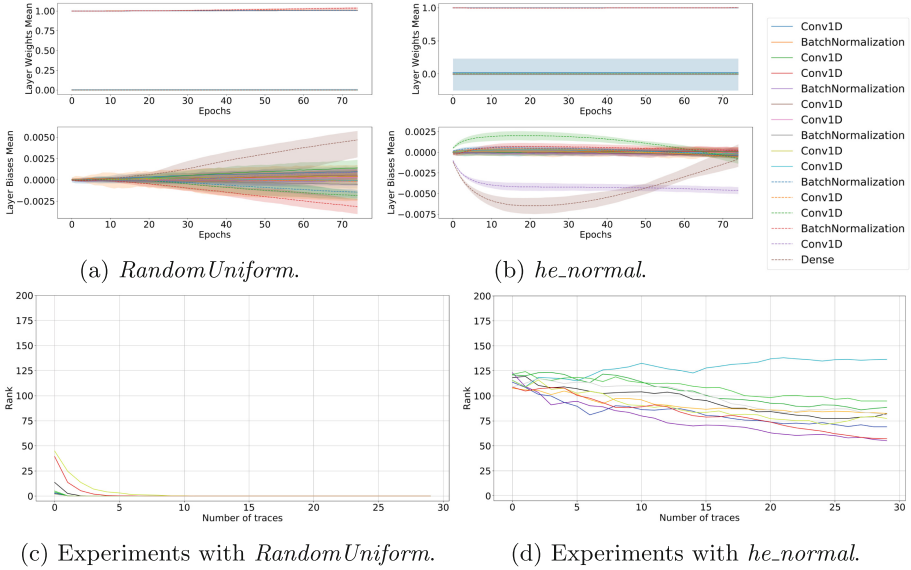 Layer Weights Mean
1.00
0.75
0.50
0.25
0.00
0 10 20 30 40 50 60 70
Epochs
Layer Weights Mean
1.0
0.5
0.0
0 10 20 30 40 50 60 70
Epochs
Layer Biases Mean
0.0050
0.0025
0.0000
−0.0025
0 10 20 30 40 50 60 70
Epochs
Layer Biases Mean
0.0025
0.0000
−0.0025
−0.0050
−0.0075
0 10 20 30 40 50 60 70
Epochs
Conv1D
BatchNormalization
Conv1D
Conv1D
BatchNormalization
Conv1D
Conv1D
BatchNormalization
Conv1D
Conv1D
BatchNormalization
Conv1D
Conv1D
BatchNormalization
Conv1D
Dense
(a) RandomUniform.
(b) he_normal.
Rank
200
175
150
125
100
75
50
25
0
0 5 10 15 20 25 30
Number of traces
Rank
200
175
150
125
100
75
50
25
0
0 5 10 15 20 25 30
Number of traces
(c) Experiments with RandomUniform.
(d) Experiments with he_normal.